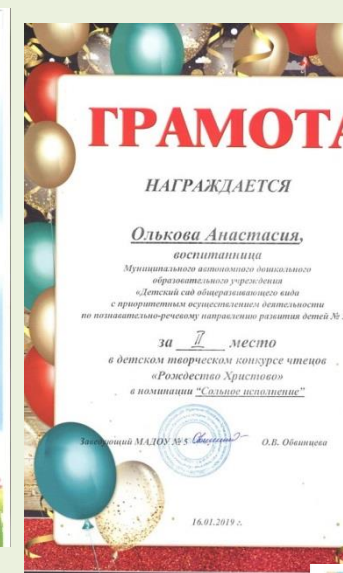 ГРАМОТА
НАГРАЖДАЕТСЯ
Олькова Анастасия,
воспитанница
Муниципального автономного дошкольного
образовательного учреждения
«Детский сад общеразвивающего вида
с приоритетным осуществлением деятельности
по познавательно-речевому направлению развития детей №
за II место
в детском творческом конкурсе чтецов
«Рождество Христово»
в номинации "Сольное исполнение"
Заведующий МАДОУ № 5 О.В. Обвинцева
16.01.2019 г.